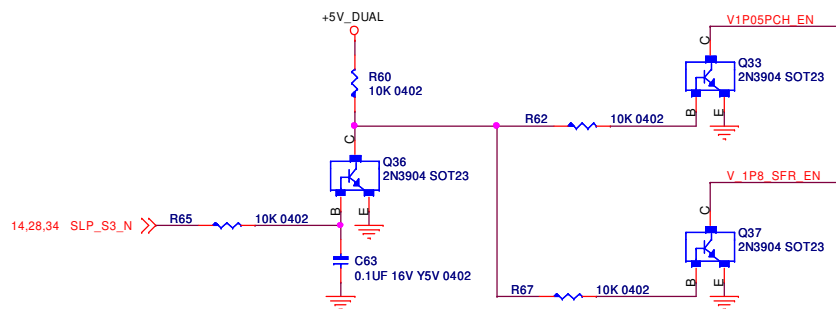 +5V_DUAL
V1P05PCH_EN
C
Q33
2N3904 SOT23
R60
10K 0402
B
E
R62
10K 0402
C
Q36
2N3904 SOT23
V_1P8_SFR_EN
B
E
14,28,34 SLP_S3_N
R65
10K 0402
C
Q37
2N3904 SOT23
C63
0.1UF 16V Y5V 0402
B
E
R67
10K 0402